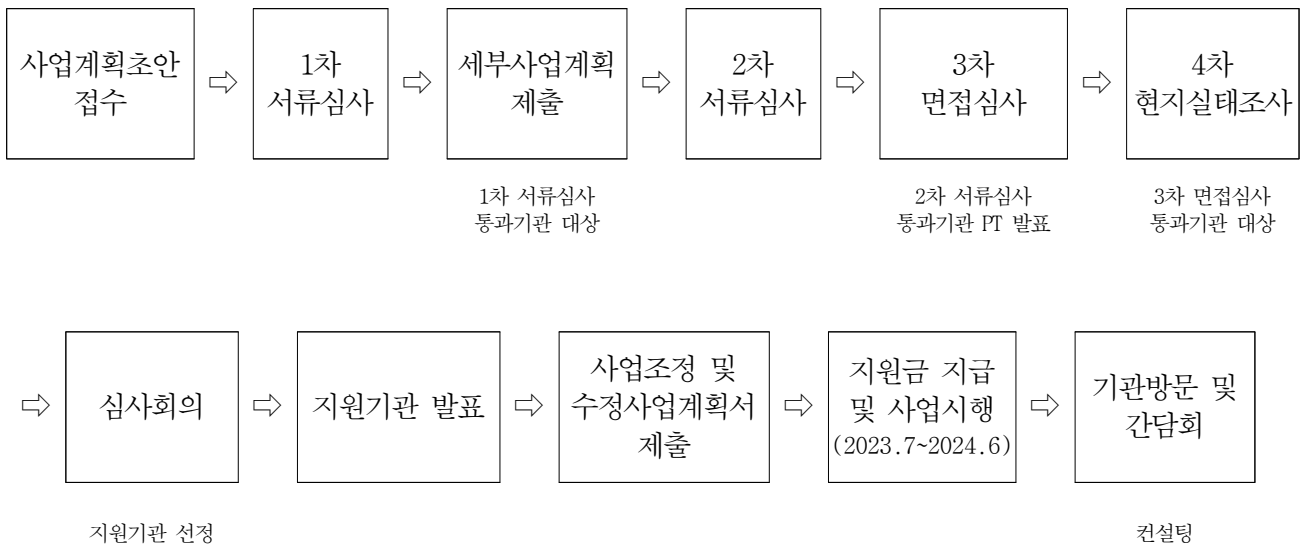 사업계획초안
접수
⇨
1차
서류심사
⇨
세부사업계획
제출
⇨
2차
서류심사
⇨
3차
면접심사
⇨
4차
현지실태조사
1차 서류심사
통과기관 대상
2차 서류심사
통과기관 PT 발표
3차 면접심사
통과기관 대상
⇨
심사회의
⇨
지원기관 발표
⇨
사업조정 및
수정사업계획서
제출
⇨
지원금 지급
및 사업시행
(2023.7~2024.6)
⇨
기관방문 및
간담회
지원기관 선정
컨설팅